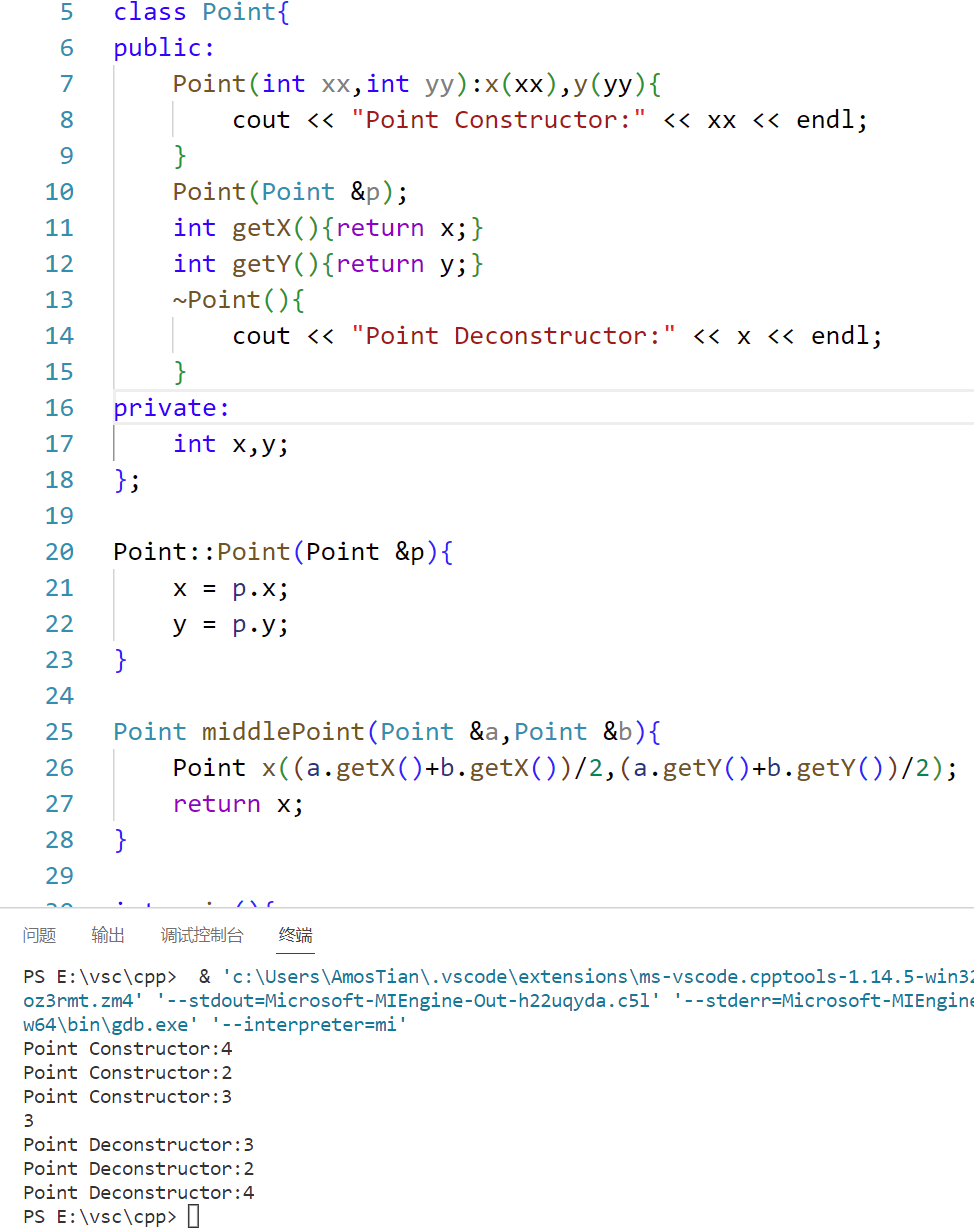 5 class Point{
6 public:
7 Point(int xx,int yy):x(xx),y(yy){
8 cout << "Point Constructor:" << xx << endl;
9 }
10 Point(Point &p);
11 int getX(){return x;}
12 int getY(){return y;}
13 ~Point(){
14 cout << "Point Deconstructor:" << x << endl;
15 }
16 private:
17 int x,y;
18 };
19
20 Point::Point(Point &p){
21 x = p.x;
22 y = p.y;
23 }
24
25 Point middlePoint(Point &a,Point &b){
26 Point x((a.getX()+b.getX())/2,(a.getY()+b.getY())/2);
27 return x;
28 }
29
问题 输出 调试控制台 终端
PS E:\vsc\cpp> & 'c:\Users\AmosTian\.vscode\extensions\ms-vscode.cpptools-1.14.5-win32
oz3rmt.zm4' '--stdout=Microsoft-MIEngine-Out-h22uqyda.c5l' '--stderr=Microsoft-MIEngine
w64\bin\gdb.exe' '--interpreter=mi'
Point Constructor:4
Point Constructor:2
Point Constructor:3
3
Point Deconstructor:3
Point Deconstructor:2
Point Deconstructor:4
PS E:\vsc\cpp>